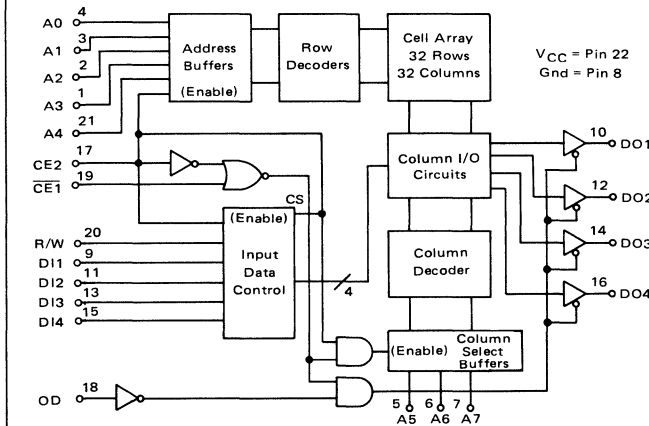 A0 4
A1 3
A2 2
A3 1
A4 21
CE2 17
CE1 19
R/W 20
DI1 9
DI2 11
DI3 13
DI4 15
OD 18
Address
Buffers
(Enable)
Row
Decoders
Cell Array
32 Rows
32 Columns
VCC = Pin 22
Gnd = Pin 8
Column I/O
Circuits
CS
(Enable)
Input
Data
Control
4
Column
Decoder
(Enable) Column
Select
Buffers
5 6 7
A5 A6 A7
10 DO1
12 DO2
14 DO3
16 DO4